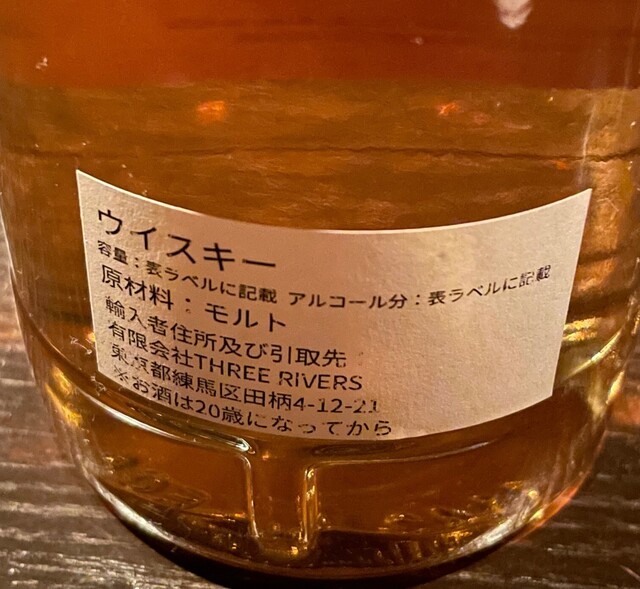 ウイスキー
容量：表ラベルに記載 アルコール分：表ラベルに記載
原材料：モルト
輸入者住所及び引取先
有限会社THREE RIVERS
東京都練馬区田柄4-12-21
※お酒は20歳になってから